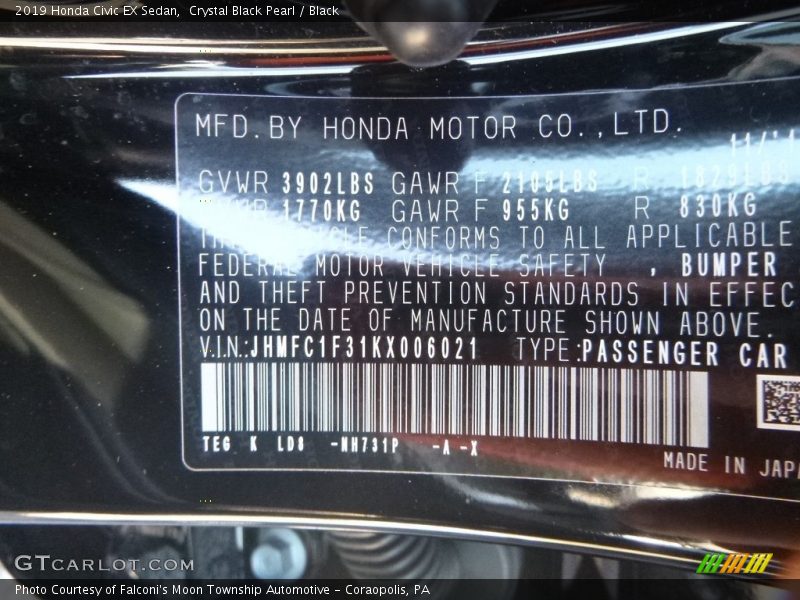 2019 Honda Civic EX Sedan,  Crystal Black Pearl / Black
MFD. BY HONDA MOTOR CO.,LTD.
GVWR 3902LBS GAWR F 2105LBS R 1829LBS
1770KG GAWR F 955KG R 830KG
CONFORMS TO ALL APPLICABLE
FEDERAL MOTOR VEHICLE SAFETY , BUMPER
AND THEFT PREVENTION STANDARDS IN EFFEC
ON THE DATE OF MANUFACTURE SHOWN ABOVE.
V.I.N.:JHMFC1F31KX006021 TYPE:PASSENGER CAR
TEG K LD8 -NH731P -A -X
MADE IN JAPA
GTCARLOT.COM
Photo Courtesy of Falconi's Moon Township Automotive - Coraopolis, PA